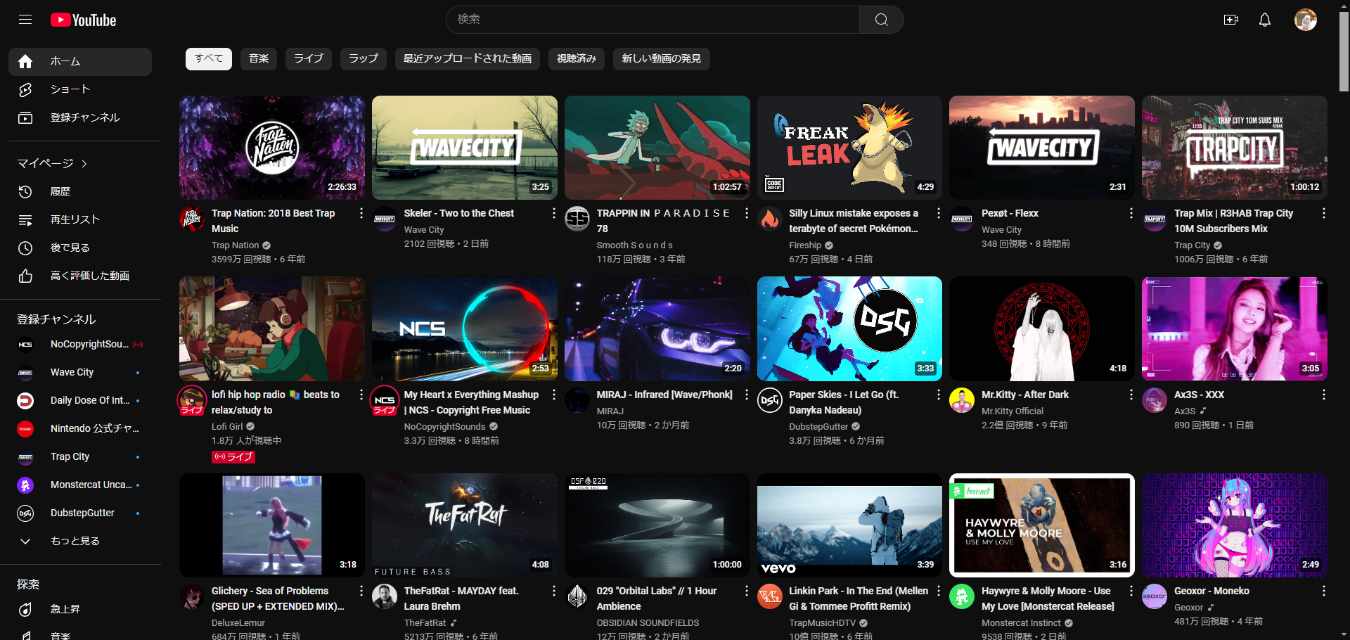 YouTube
検索
ホーム
ショート
登録チャンネル
マイページ
履歴
再生リスト
後で見る
高く評価した動画
登録チャンネル
NoCopyrightSou...
Wave City
Daily Dose Of Int...
Nintendo 公式チャ...
Trap City
Monstercat Unca...
DubstepGutter
もっと見る
探索
急上昇
音楽
すべて
音楽
ライブ
ラップ
最近アップロードされた動画
視聴済み
新しい動画の発見
Trap Nation
2:26:33
Trap Nation: 2018 Best Trap
Music
Trap Nation
3599万 回視聴・6 年前
WAVECITY
3:25
Skeler - Two to the Chest
Wave City
2102 回視聴・2 日前
1:02:57
TRAPPIN IN P A R A D I S E
78
Smooth S o u n d s
118万 回視聴・3 年前
FREAK
LEAK
THE CODE REPORT
4:29
Silly Linux mistake exposes a
terabyte of secret Pokémon...
Fireship
67万 回視聴・4 日前
WAVECITY
2:31
Pexøt - Flexx
Wave City
348 回視聴・8 時間前
TRAP CITY 10M SUBS MIX
R3HAB
TRAPCITY
1:00:12
Trap Mix | R3HAB Trap City
10M Subscribers Mix
Trap City
1006万 回視聴・6 年前
ライブ
lofi hip hop radio 📚 beats to
relax/study to
Lofi Girl
1.8万 人が視聴中
ライブ
NCS
2:53
NCS
ライブ
My Heart x Everything Mashup
| NCS - Copyright Free Music
NoCopyrightSounds
3.3万 回視聴・8 時間前
2:20
MIRAJ - Infrared [Wave/Phonk]
MIRAJ
10万 回視聴・2 か月前
DSG
3:33
DSG
Paper Skies - I Let Go (ft.
Danyka Nadeau)
DubstepGutter
3.8万 回視聴・6 か月前
4:18
Mr.Kitty - After Dark
Mr.Kitty Official
2.2億 回視聴・9 年前
3:05
Ax3S - XXX
Ax3S
890 回視聴・1 日前
3:18
Glichery - Sea of Problems
(SPED UP + EXTENDED MIX)...
DeluxeLemur
684万 回視聴・1 年前
TheFatRat
FUTURE BASS
4:08
TheFatRat - MAYDAY feat.
Laura Brehm
TheFatRat
5213万 回視聴・6 年前
OSF 029
1:00:00
029 "Orbital Labs" // 1 Hour
Ambience
OBSIDIAN SOUNDFIELDS
12万 回視聴・2 か月前
vevo
3:39
Linkin Park - In The End (Mellen
Gi & Tommee Profitt Remix)
TrapMusicHDTV
10億 回視聴・6 年前
HAYWYRE
& MOLLY MOORE
USE MY LOVE
3:16
Haywyre & Molly Moore - Use
My Love [Monstercat Release]
Monstercat Instinct
9538 回視聴・2 日前
2:49
GEOXOR
Geoxor - Moneko
Geoxor
481万 回視聴・4 年前